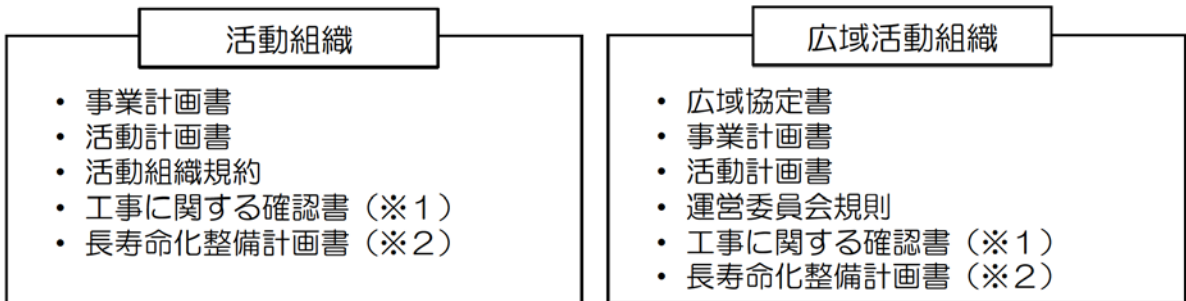 活動組織
• 事業計画書
• 活動計画書
• 活動組織規約
• 工事に関する確認書（※１）
• 長寿命化整備計画書（※２）
広域活動組織
• 広域協定書
• 事業計画書
• 活動計画書
• 運営委員会規則
• 工事に関する確認書（※１）
• 長寿命化整備計画書（※２）